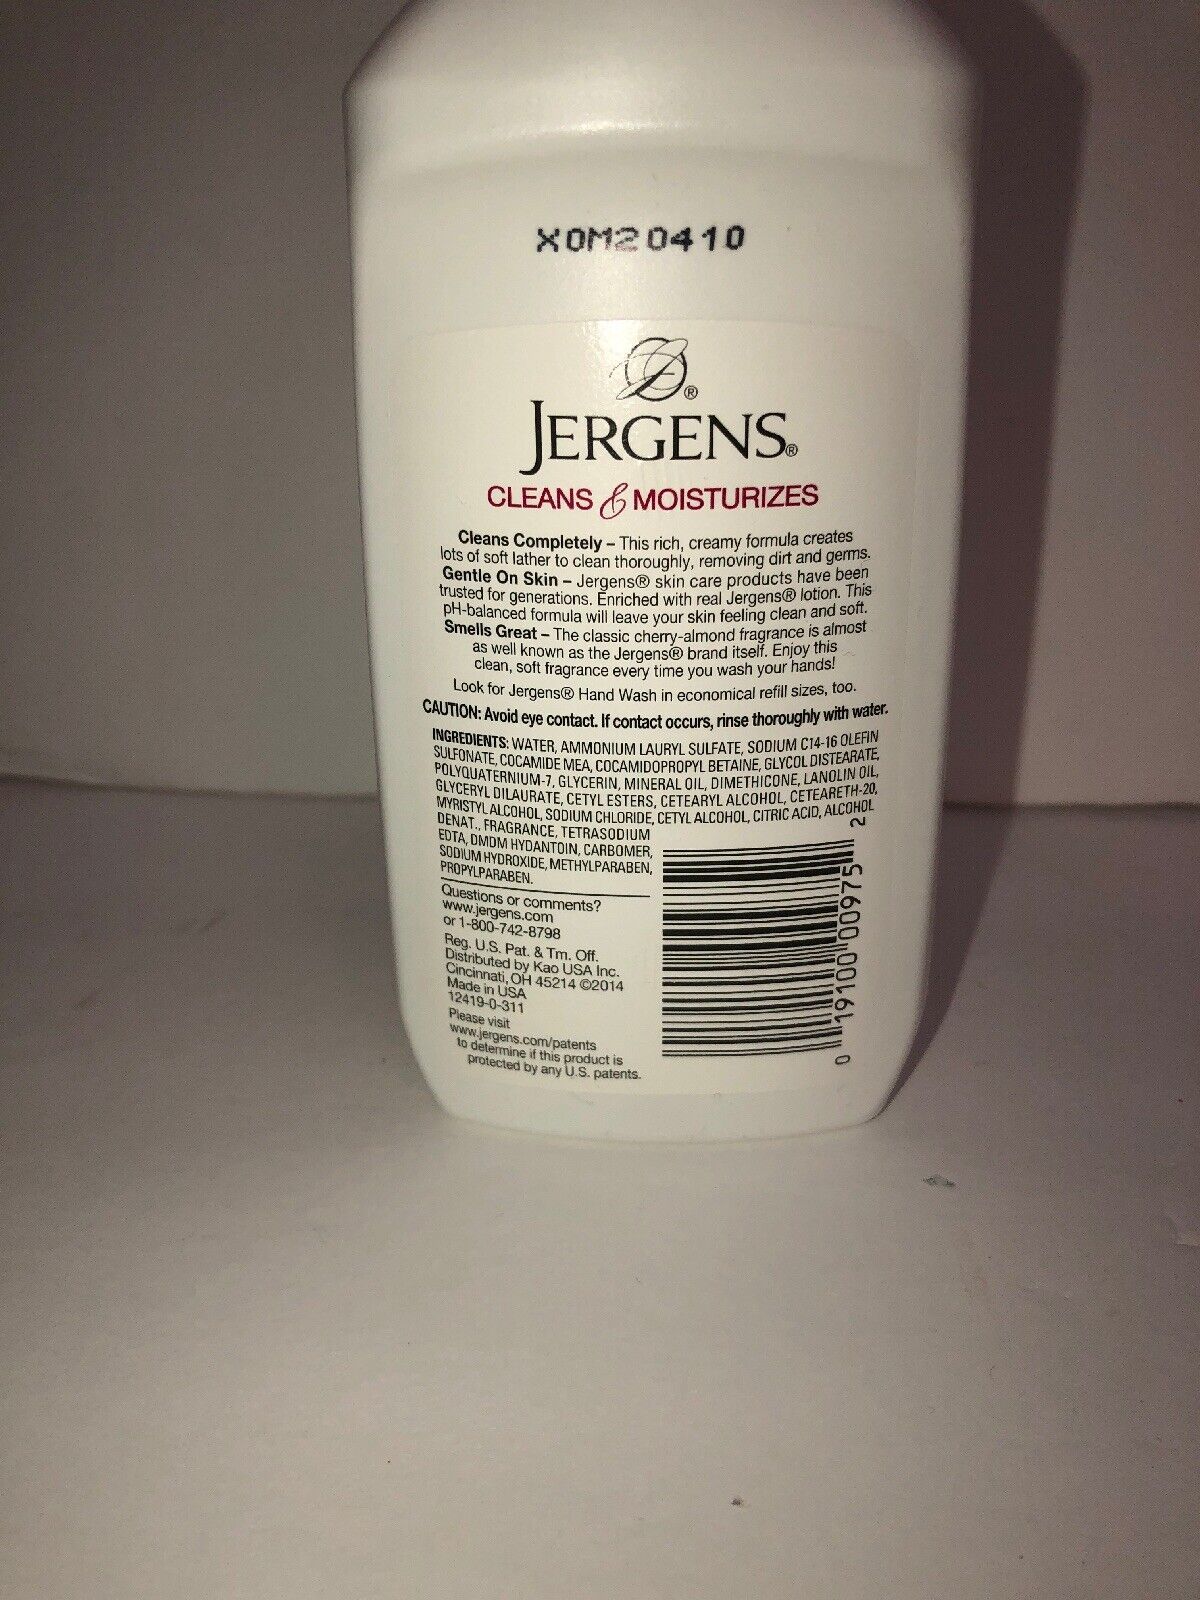 X0M20410
®
JERGENS®
CLEANS & MOISTURIZES
Cleans Completely – This rich, creamy formula creates
lots of soft lather to clean thoroughly, removing dirt and germs.
Gentle On Skin – Jergens® skin care products have been
trusted for generations. Enriched with real Jergens® lotion. This
pH-balanced formula will leave your skin feeling clean and soft.
Smells Great – The classic cherry-almond fragrance is almost
as well known as the Jergens® brand itself. Enjoy this
clean, soft fragrance every time you wash your hands!
Look for Jergens® Hand Wash in economical refill sizes, too.
CAUTION: Avoid eye contact. If contact occurs, rinse thoroughly with water.
INGREDIENTS: WATER, AMMONIUM LAURYL SULFATE, SODIUM C14-16 OLEFIN
SULFONATE, COCAMIDE MEA, COCAMIDOPROPYL BETAINE, GLYCOL DISTEARATE,
POLYQUATERNIUM-7, GLYCERIN, MINERAL OIL, DIMETHICONE, LANOLIN OIL,
GLYCERYL DILAURATE, CETYL ESTERS, CETEARYL ALCOHOL, CETEARETH-20,
MYRISTYL ALCOHOL, SODIUM CHLORIDE, CETYL ALCOHOL, CITRIC ACID, ALCOHOL
DENAT., FRAGRANCE, TETRASODIUM
EDTA, DMDM HYDANTOIN, CARBOMER,
SODIUM HYDROXIDE, METHYLPARABEN,
PROPYLPARABEN.
Questions or comments?
www.jergens.com
or 1-800-742-8798
Reg. U.S. Pat. & Tm. Off.
Distributed by Kao USA Inc.
Cincinnati, OH 45214 ©2014
Made in USA
12419-0-311
Please visit
www.jergens.com/patents
to determine if this product is
protected by any U.S. patents.
0 19100 00975 2